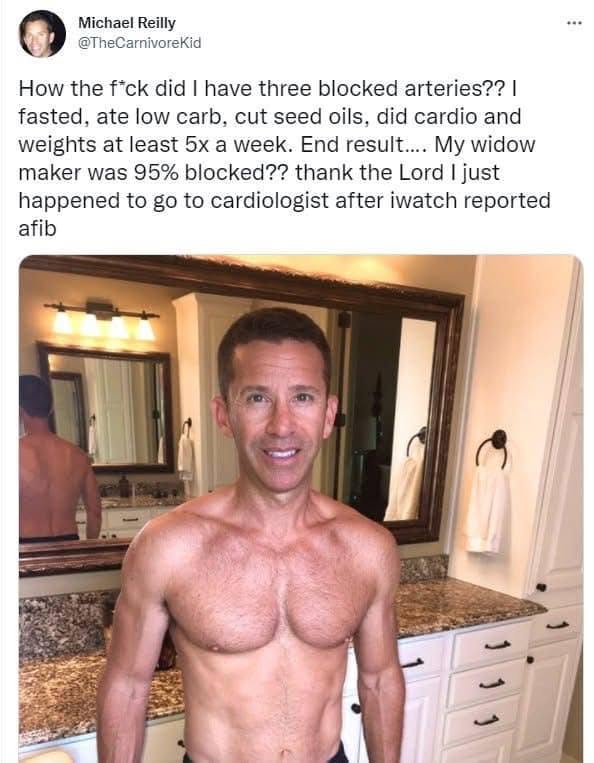 Michael Reilly
@TheCarnivoreKid
How the f*ck did I have three blocked arteries?? I
fasted, ate low carb, cut seed oils, did cardio and
weights at least 5x a week. End result.... My widow
maker was 95% blocked?? thank the Lord I just
happened to go to cardiologist after iwatch reported
afib